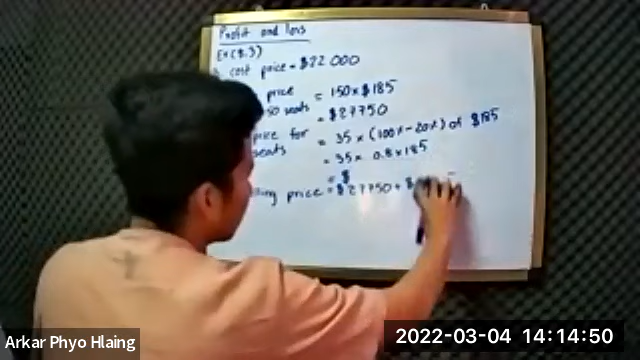 Profit and loss
Ex(8.3)
cost price = $22 000
price
seats = 150 x $185
= $27750
price for
seats = 35 x (100% - 20%) of $185
= 35 x 0.8 x 185
= $
ing price = $27750 + $
Arkar Phyo Hlaing
2022-03-04 14:14:50